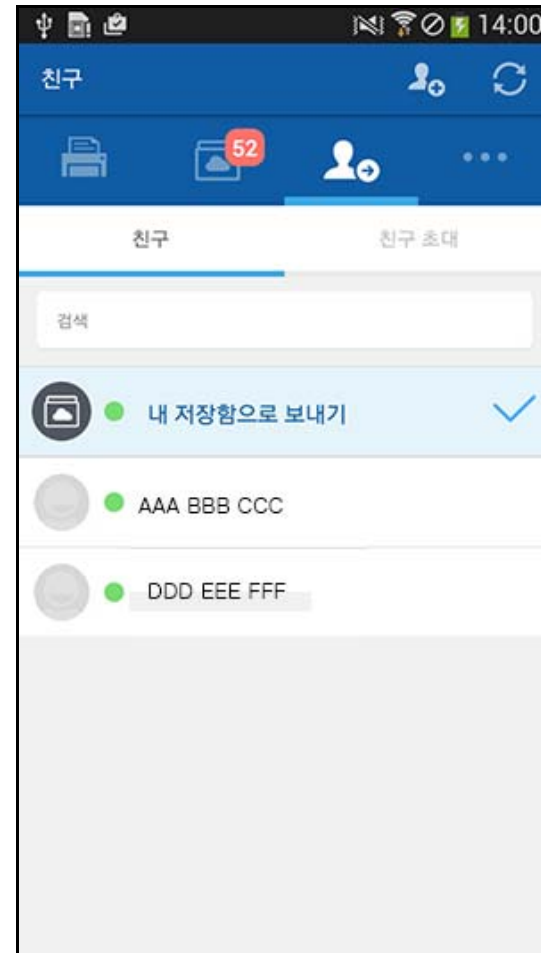 14:00
친구
52
친구 친구 초대
검색
내 저장함으로 보내기
AAA BBB CCC
DDD EEE FFF